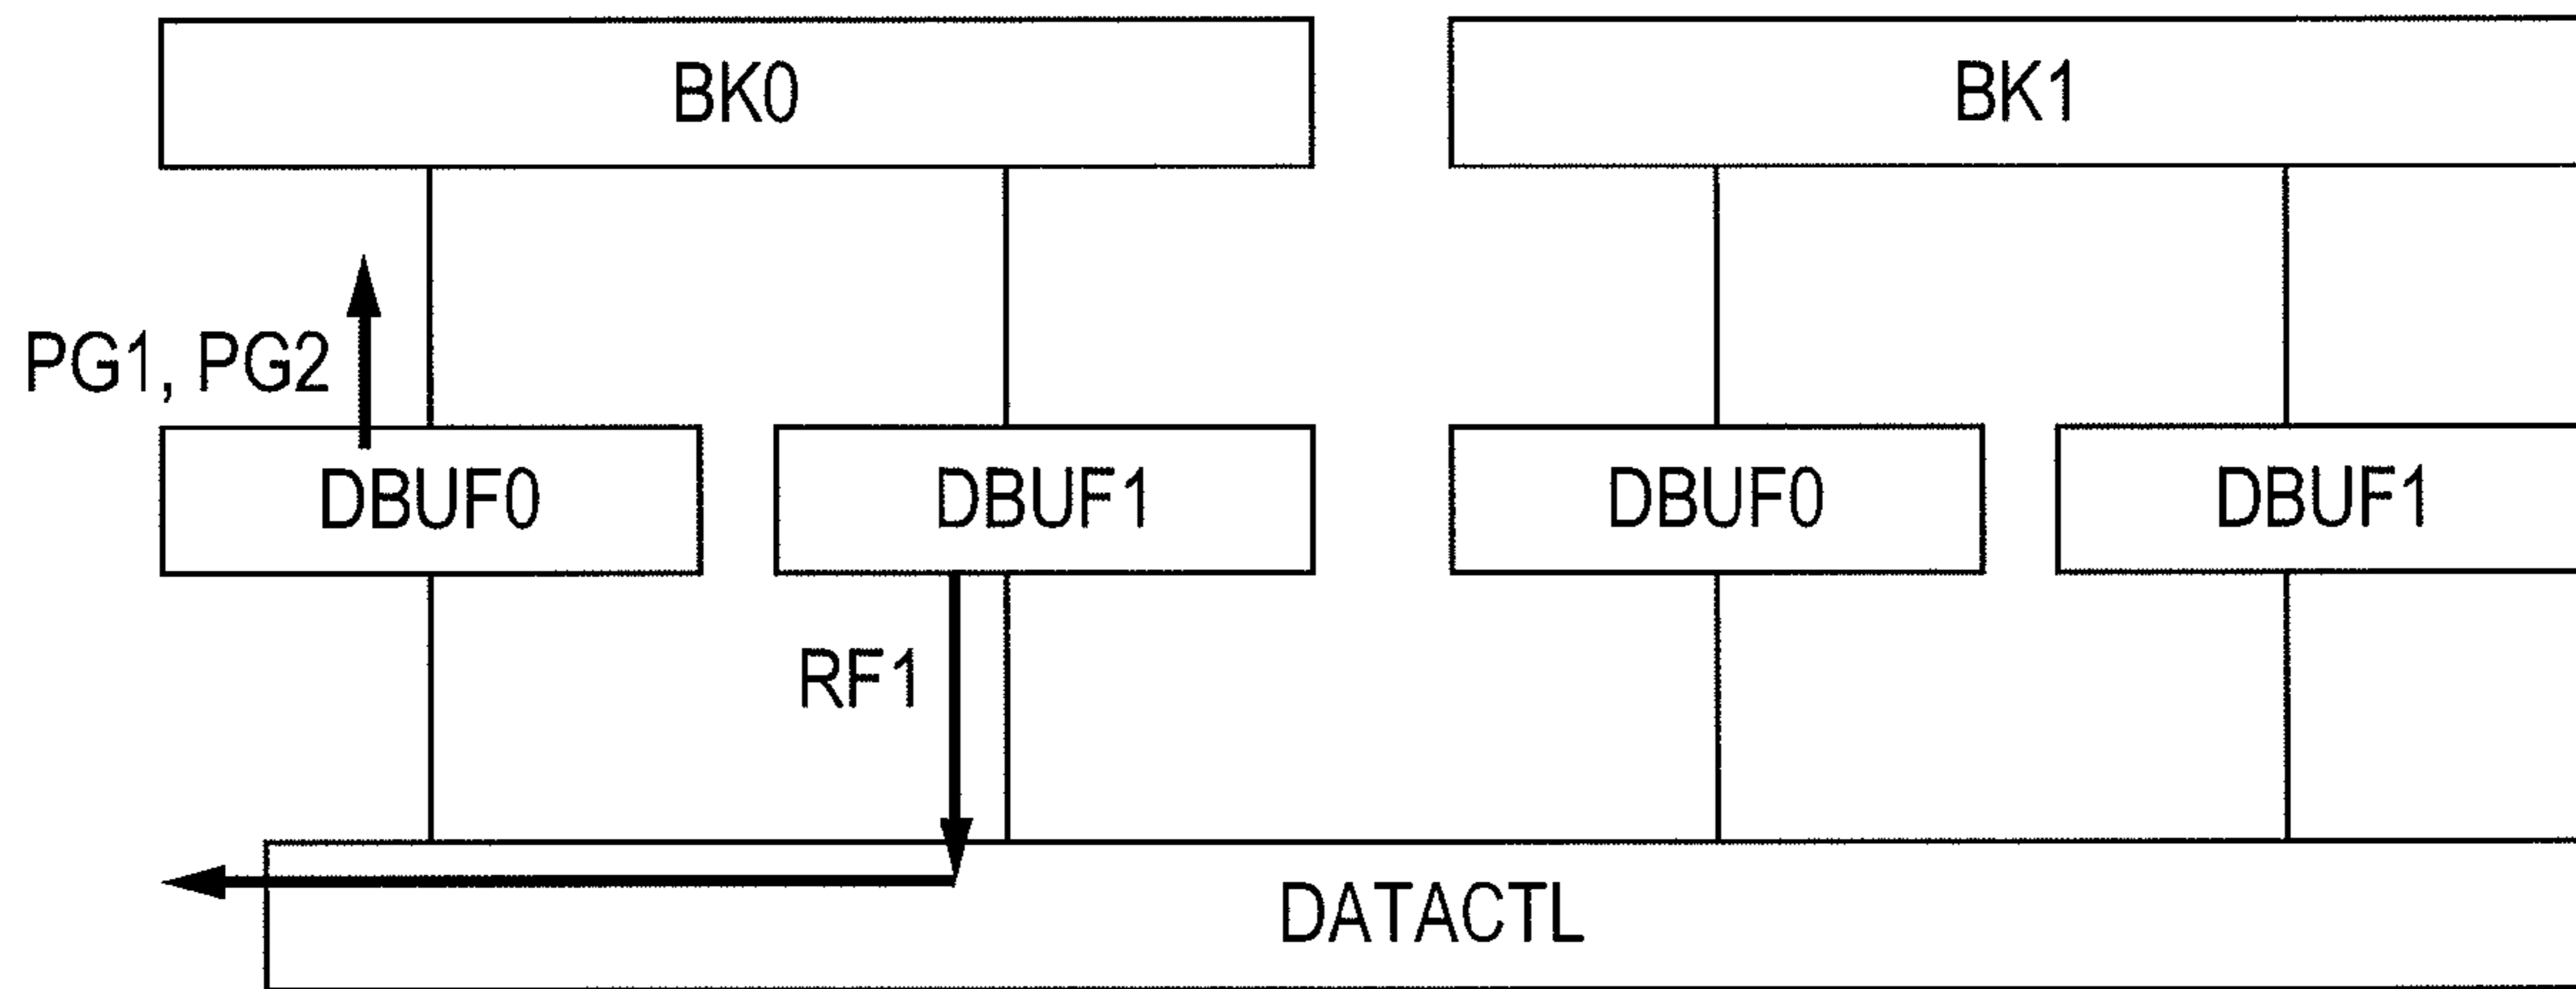 BK0 BK1
PG1, PG2
DBUF0 DBUF1 DBUF0 DBUF1
RF1
DATACTL